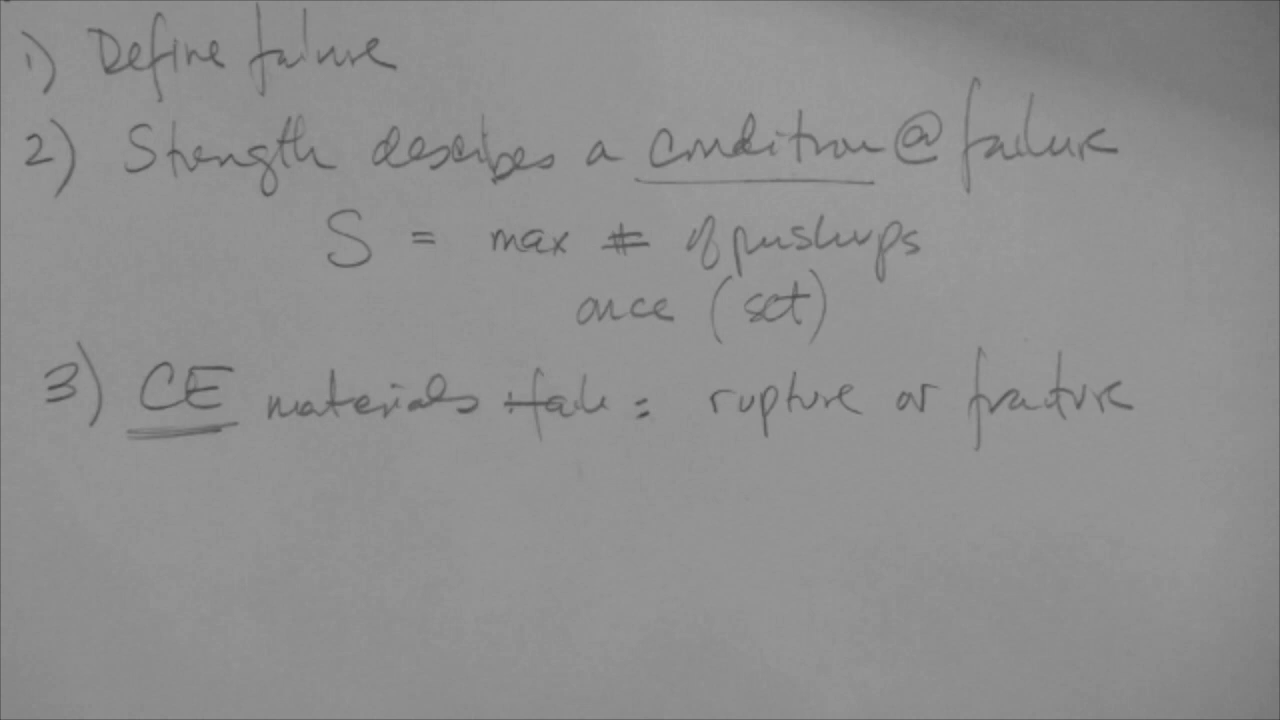 1) Define failure
2) Strength describes a condition @ failure
S = max # of pushups
once (set)
3) CE materials fail: rupture or fracture